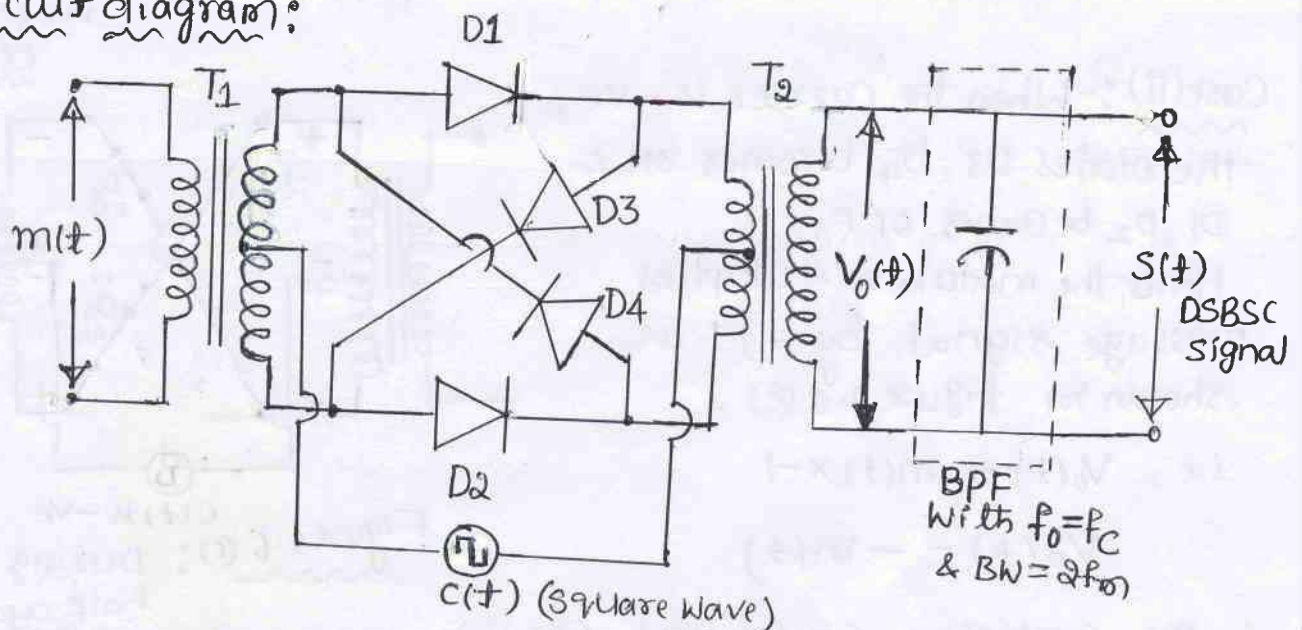 cuit diagram:
D1
T1
T2
m(t)
D3
D4
V0(t)
S(t)
DSBSC
signal
D2
C(t) (square wave)
BPF
With f0=fC
& BW=2fm